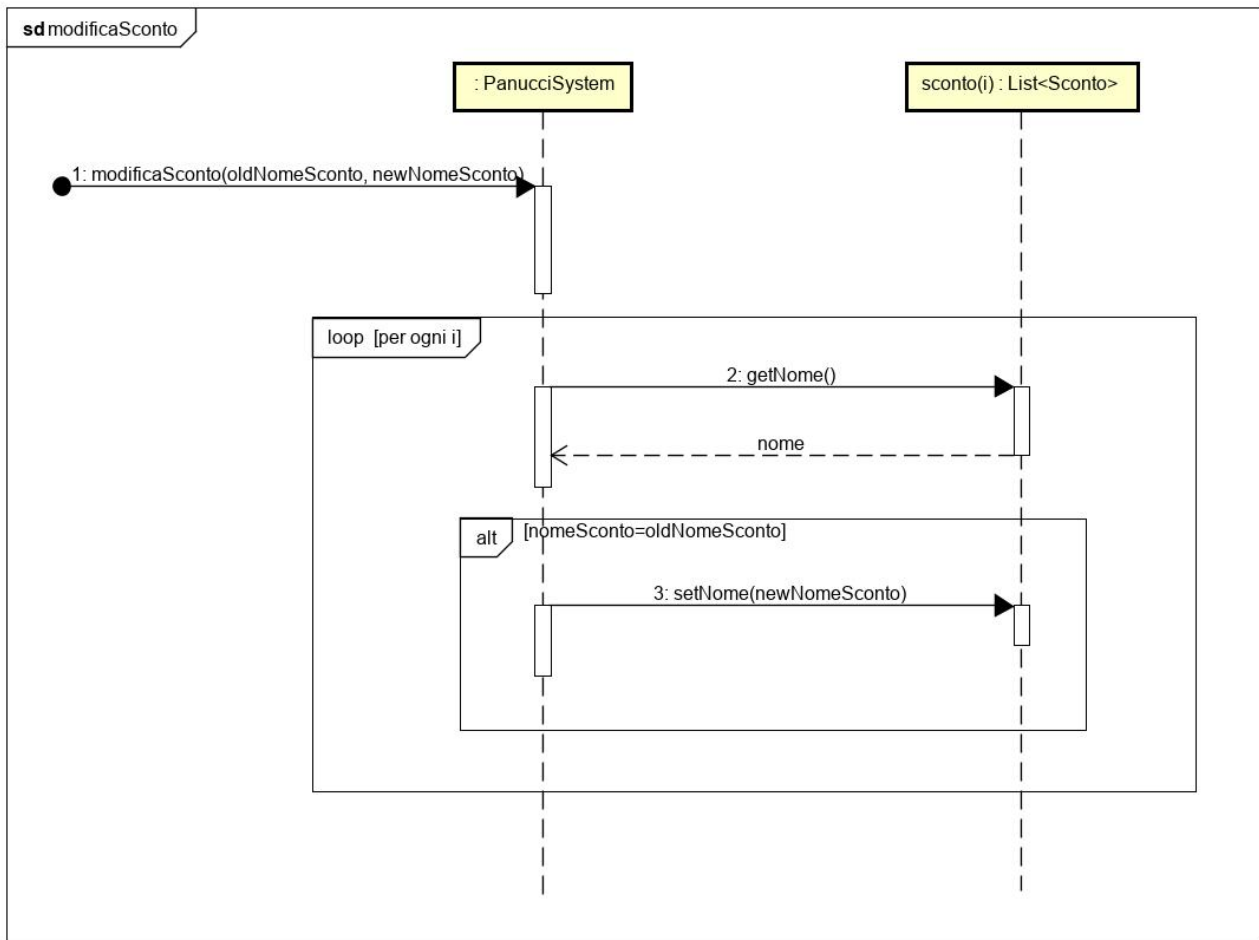 sd modificaSconto
: PanucciSystem
sconto(i) : List<Sconto>
1: modificaSconto(oldNomeSconto, newNomeSconto)
loop [per ogni i]
2: getNome()
nome
alt [nomeSconto=oldNomeSconto]
3: setNome(newNomeSconto)